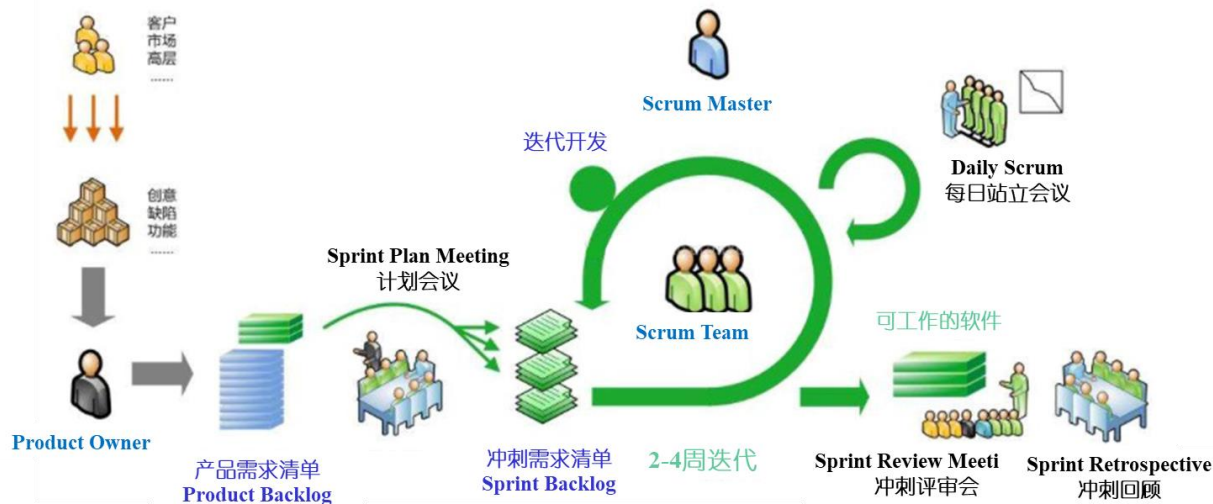 客户
市场
高层
......
创意
缺陷
功能
......
Product Owner
产品需求清单
Product Backlog
Sprint Plan Meeting
计划会议
冲刺需求清单
Sprint Backlog
迭代开发
Scrum Master
Scrum Team
2-4周迭代
Daily Scrum
每日站立会议
可工作的软件
Sprint Review Meeti
冲刺评审会
Sprint Retrospective
冲刺回顾